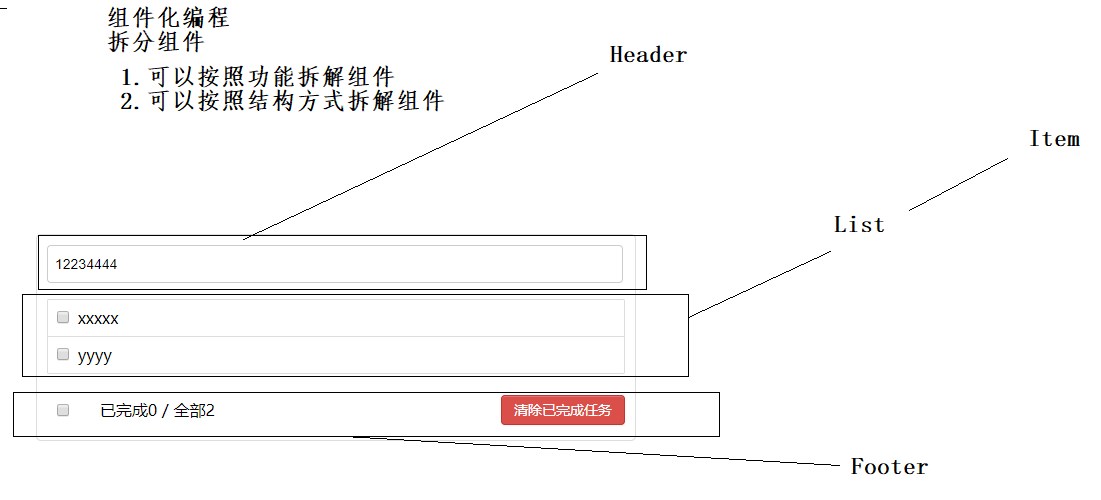 组件化编程
拆分组件
1.可以按照功能拆解组件
2.可以按照结构方式拆解组件
Header
Item
List
12234444
xxxxx
yyyy
已完成0 / 全部2
清除已完成任务
Footer